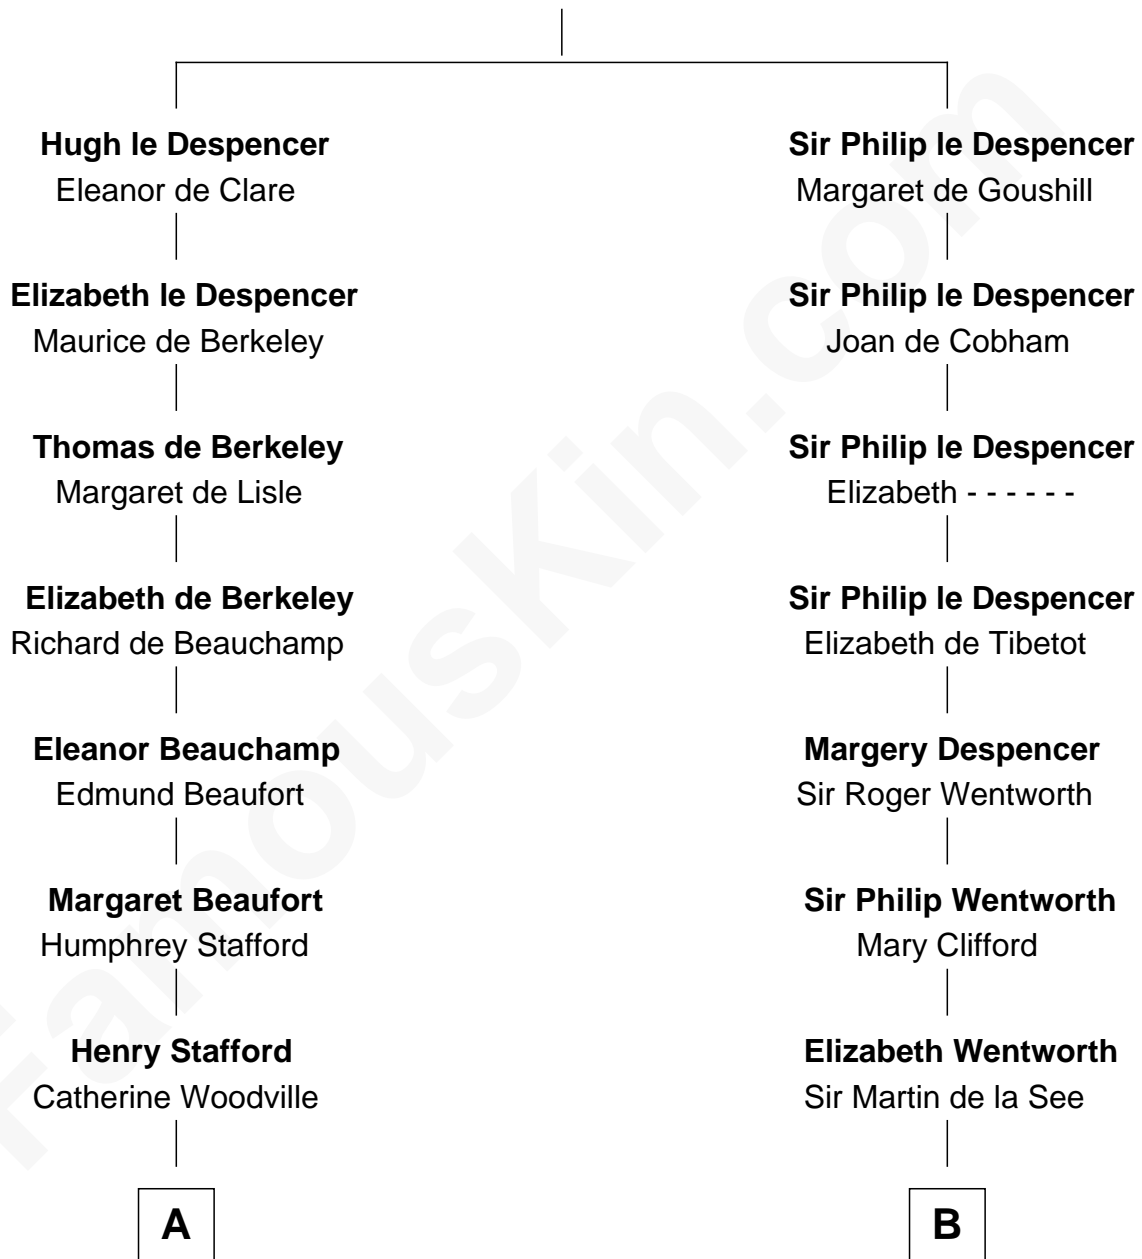 Hugh le Despencer
Eleanor de Clare
Elizabeth le Despencer
Maurice de Berkeley
Thomas de Berkeley
Margaret de Lisle
Elizabeth de Berkeley
Richard de Beauchamp
Eleanor Beauchamp
Edmund Beaufort
Margaret Beaufort
Humphrey Stafford
Henry Stafford
Catherine Woodville
A
Sir Philip le Despencer
Margaret de Goushill
Sir Philip le Despencer
Joan de Cobham
Sir Philip le Despencer
Elizabeth - - - - - -
Sir Philip le Despencer
Elizabeth de Tibetot
Margery Despencer
Sir Roger Wentworth
Sir Philip Wentworth
Mary Clifford
Elizabeth Wentworth
Sir Martin de la See
B
FamousKin.com